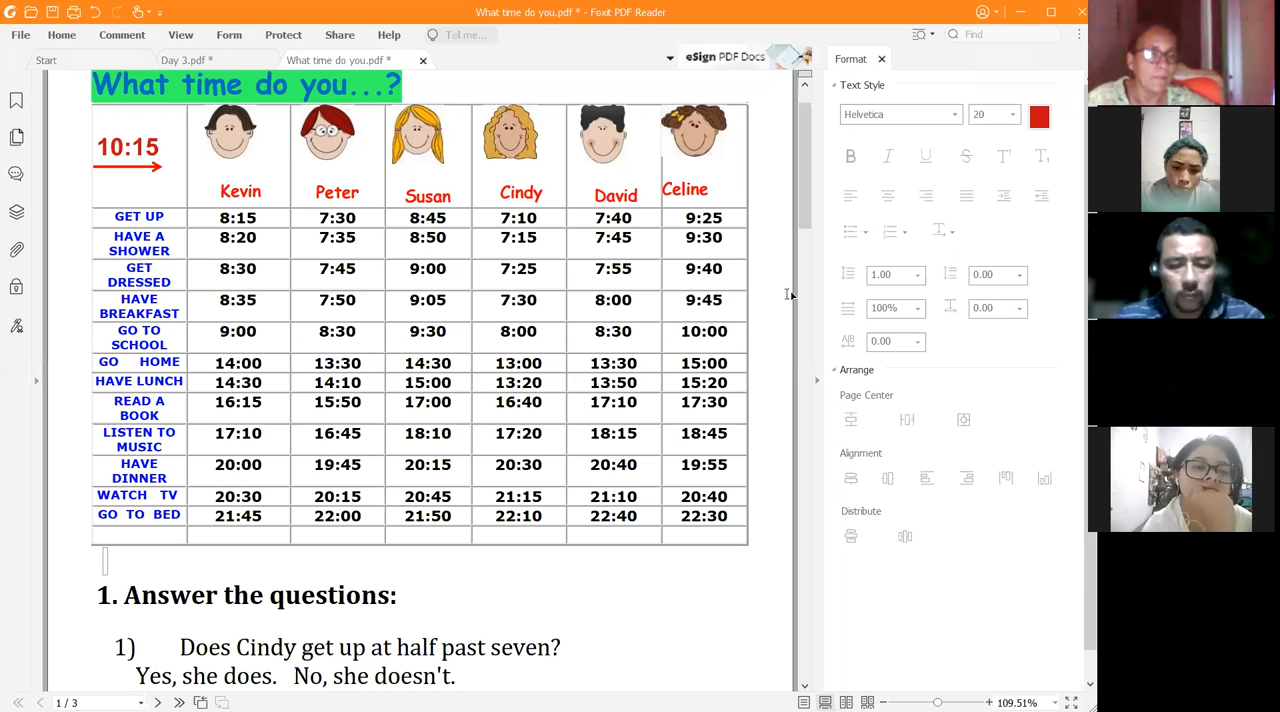 What time do you.pdf * - Foxit PDF Reader
File Home Comment View Form Protect Share Help Tell me... Find
Start Day 3.pdf * What time do you.pdf * eSign PDF Docs
What time do you...?
10:15
Kevin Peter Susan Cindy David Celine
GET UP 8:15 7:30 8:45 7:10 7:40 9:25
HAVE A SHOWER 8:20 7:35 8:50 7:15 7:45 9:30
GET DRESSED 8:30 7:45 9:00 7:25 7:55 9:40
HAVE BREAKFAST 8:35 7:50 9:05 7:30 8:00 9:45
GO TO SCHOOL 9:00 8:30 9:30 8:00 8:30 10:00
GO HOME 14:00 13:30 14:30 13:00 13:30 15:00
HAVE LUNCH 14:30 14:10 15:00 13:20 13:50 15:20
READ A BOOK 16:15 15:50 17:00 16:40 17:10 17:30
LISTEN TO MUSIC 17:10 16:45 18:10 17:20 18:15 18:45
HAVE DINNER 20:00 19:45 20:15 20:30 20:40 19:55
WATCH TV 20:30 20:15 20:45 21:15 21:10 20:40
GO TO BED 21:45 22:00 21:50 22:10 22:40 22:30
1. Answer the questions:
1) Does Cindy get up at half past seven?
Yes, she does. No, she doesn't.
1 / 3
109.51%
Format
Text Style
Helvetica 20
B I U S T T
1.00 0.00
100% 0.00
AB 0.00
Arrange
Page Center
Alignment
Distribute